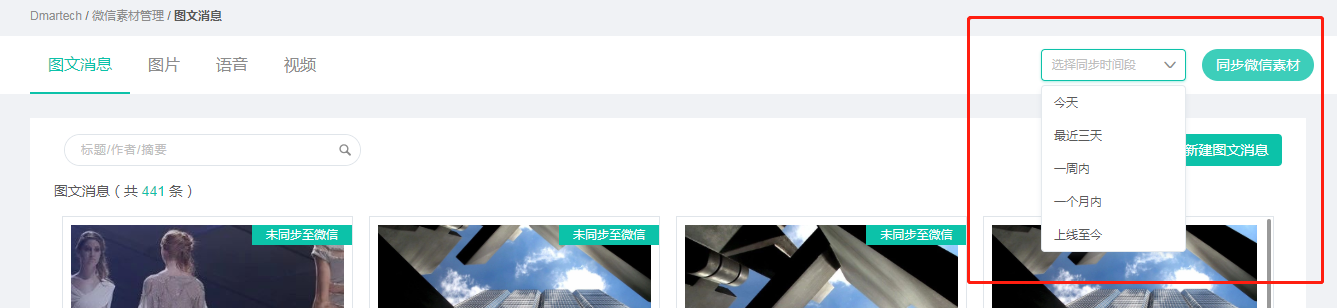 Dmartech / 微信素材管理 / 图文消息
图文消息 图片 语音 视频 选择同步时间段 同步微信素材
今天
最近三天
一周内
一个月内
上线至今
标题/作者/摘要 新建图文消息
图文消息（共 441 条）
未同步至微信 未同步至微信 未同步至微信